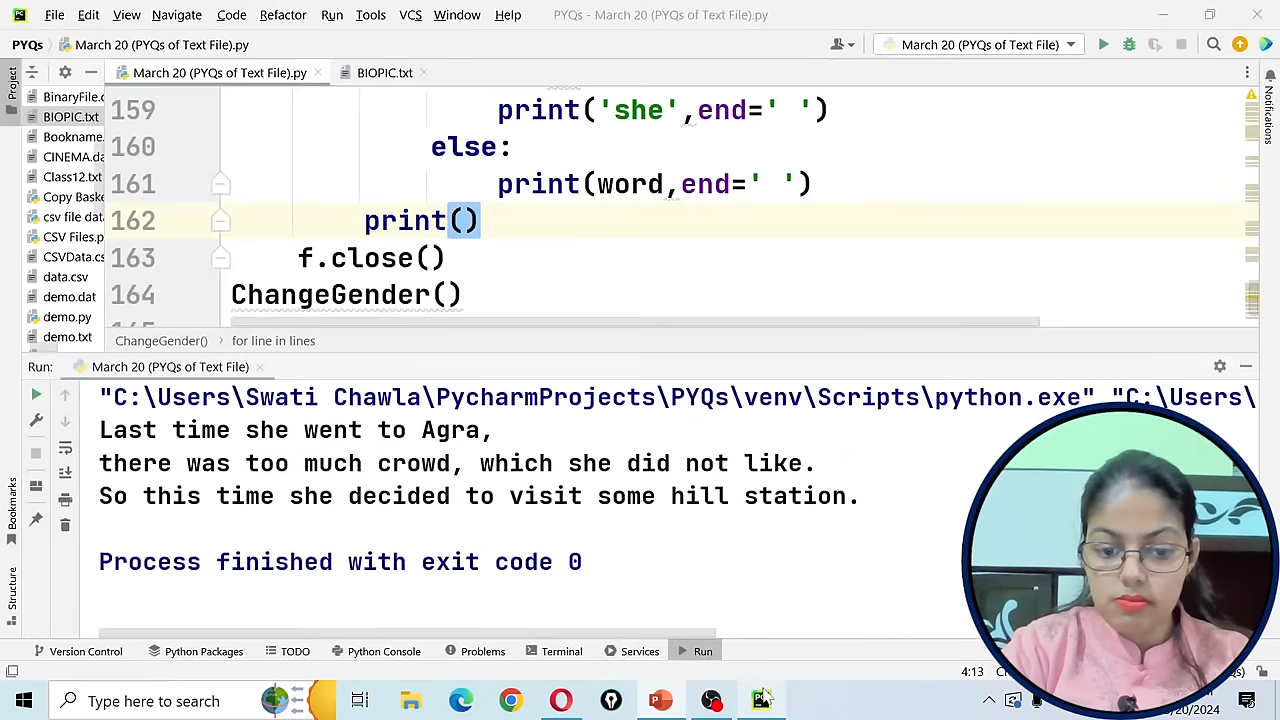 File Edit View Navigate Code Refactor Run Tools VCS Window Help PYQs - March 20 (PYQs of Text File).py
PYQs March 20 (PYQs of Text File).py March 20 (PYQs of Text File)
Project March 20 (PYQs of Text File).py BIOPIC.txt
BinaryFile.c
BIOPIC.txt
Bookname.
CINEMA.da
Class12.txt
Copy Baske
csv file data
CSV Files.p
CSVData.cs
data.csv
demo.dat
demo.py
demo.txt
159 print('she',end=' ')
160 else:
161 print(word,end=' ')
162 print()
163 f.close()
164 ChangeGender()
Notifications
ChangeGender() for line in lines
Run: March 20 (PYQs of Text File)
"C:\Users\Swati Chawla\PycharmProjects\PYQs\venv\Scripts\python.exe" "C:\Users\
Last time she went to Agra,
there was too much crowd, which she did not like.
So this time she decided to visit some hill station.
Process finished with exit code 0
Bookmarks
Structure
Version Control Python Packages TODO Python Console Problems Terminal Services Run
4:13
Type here to search
/20/2024